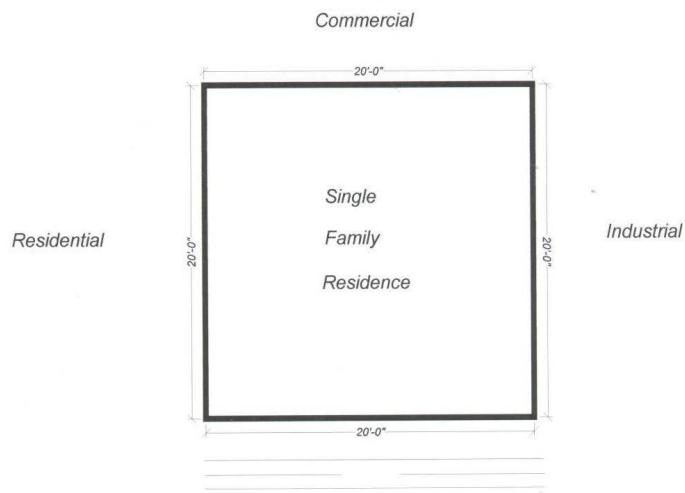 Commercial
20'-0"
Single
Family
Residence
Residential
20'-0"
20'-0"
Industrial
20'-0"